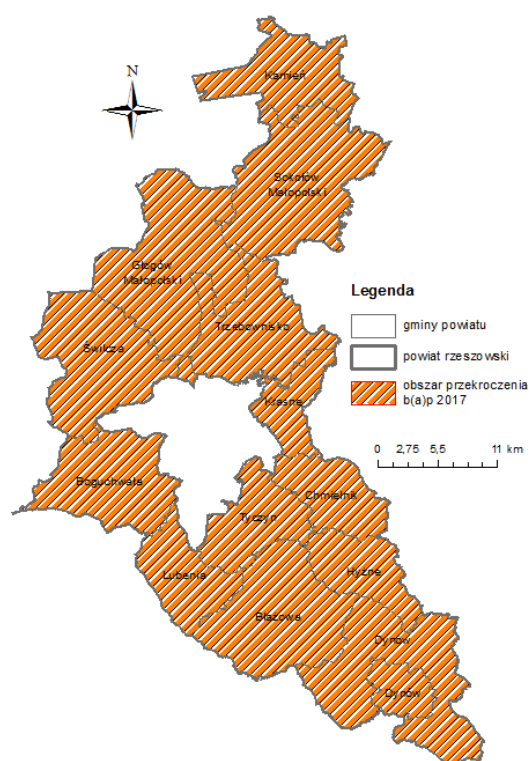 N
Kamień
Sokołów
Małopolski
Głogów
Małopolski
Trzebownisko
Świlcza
Krasne
Boguchwała
Chmielnik
Tyczyn
Lubenia
Hyżne
Błażowa
Dynów
Dynów
Legenda
gminy powiatu
powiat rzeszowski
obszar przekroczenia
b(a)p 2017
0 2,75 5,5 11 km